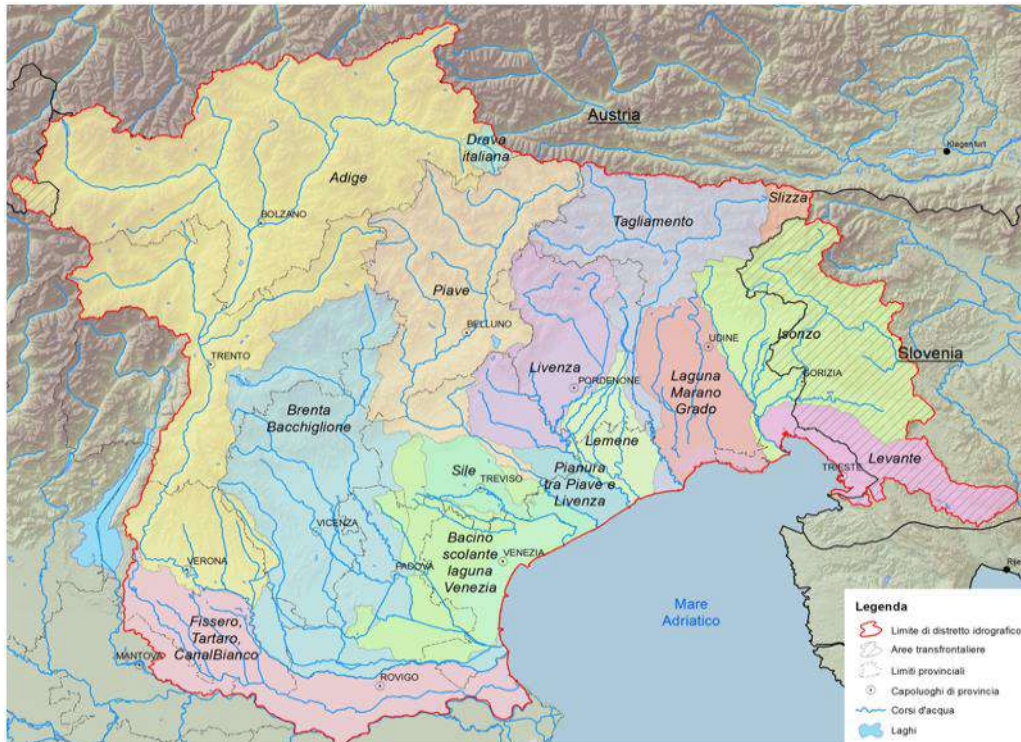 Austria
Klagenfurt
Drava
italiana
Adige
Slizza
BOLZANO
Tagliamento
Piave
BELLUNO
UDINE
Isonzo
Slovenia
TRENTO
Livenza
PORDENONE
Laguna
Marano
Grado
GORIZIA
Brenta
Bacchiglione
Lemene
Levante
TRIESTE
Sile
TREVISO
Pianura
tra Piave e
Livenza
VICENZA
Bacino
scolante
laguna
Venezia
VENEZIA
VERONA
PADOVA
Fissero,
Tartaro,
CanalBianco
MANTOVA
ROVIGO
Mare
Adriatico
Rije
Legenda
Limite di distretto idrografico
Aree transfrontaliere
Limiti provinciali
Capoluoghi di provincia
Corsi d'acqua
Laghi